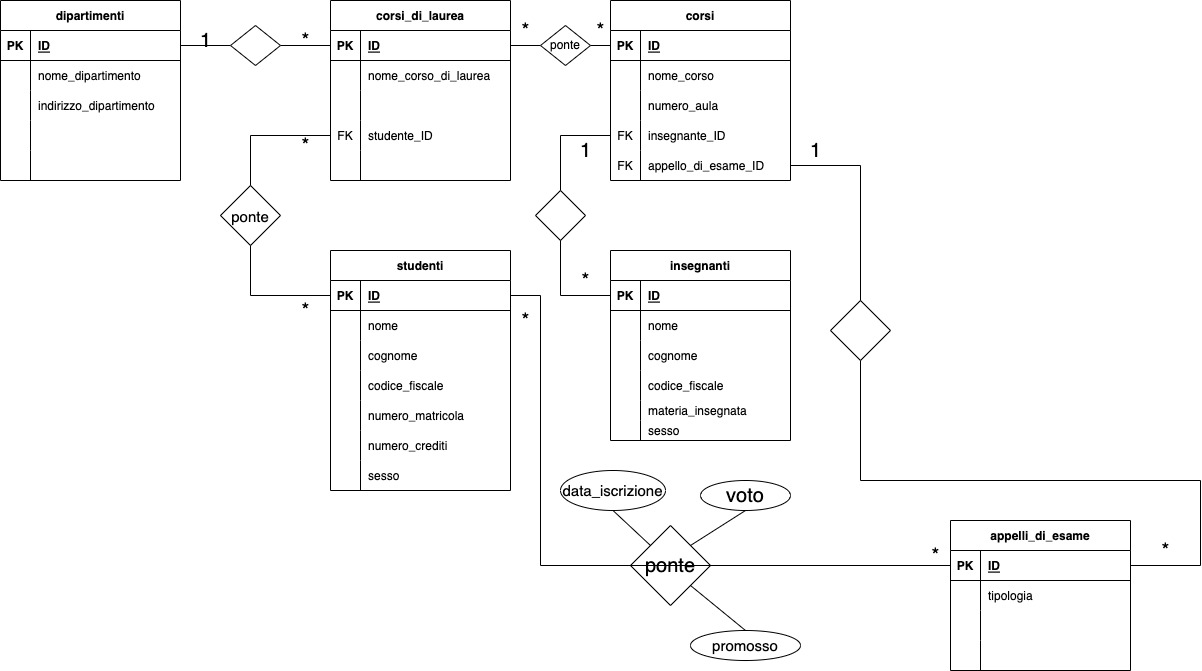 dipartimenti
PK ID
nome_dipartimento
indirizzo_dipartimento
1
*
corsi_di_laurea
PK ID
nome_corso_di_laurea
FK studente_ID
*
ponte
*
corsi
PK ID
nome_corso
numero_aula
FK insegnante_ID
FK appello_di_esame_ID
*
ponte
*
1
*
1
studenti
PK ID
nome
cognome
codice_fiscale
numero_matricola
numero_crediti
sesso
*
insegnanti
PK ID
nome
cognome
codice_fiscale
materia_insegnata
sesso
data_iscrizione
voto
ponte
promosso
*
appelli_di_esame
PK ID
tipologia
*